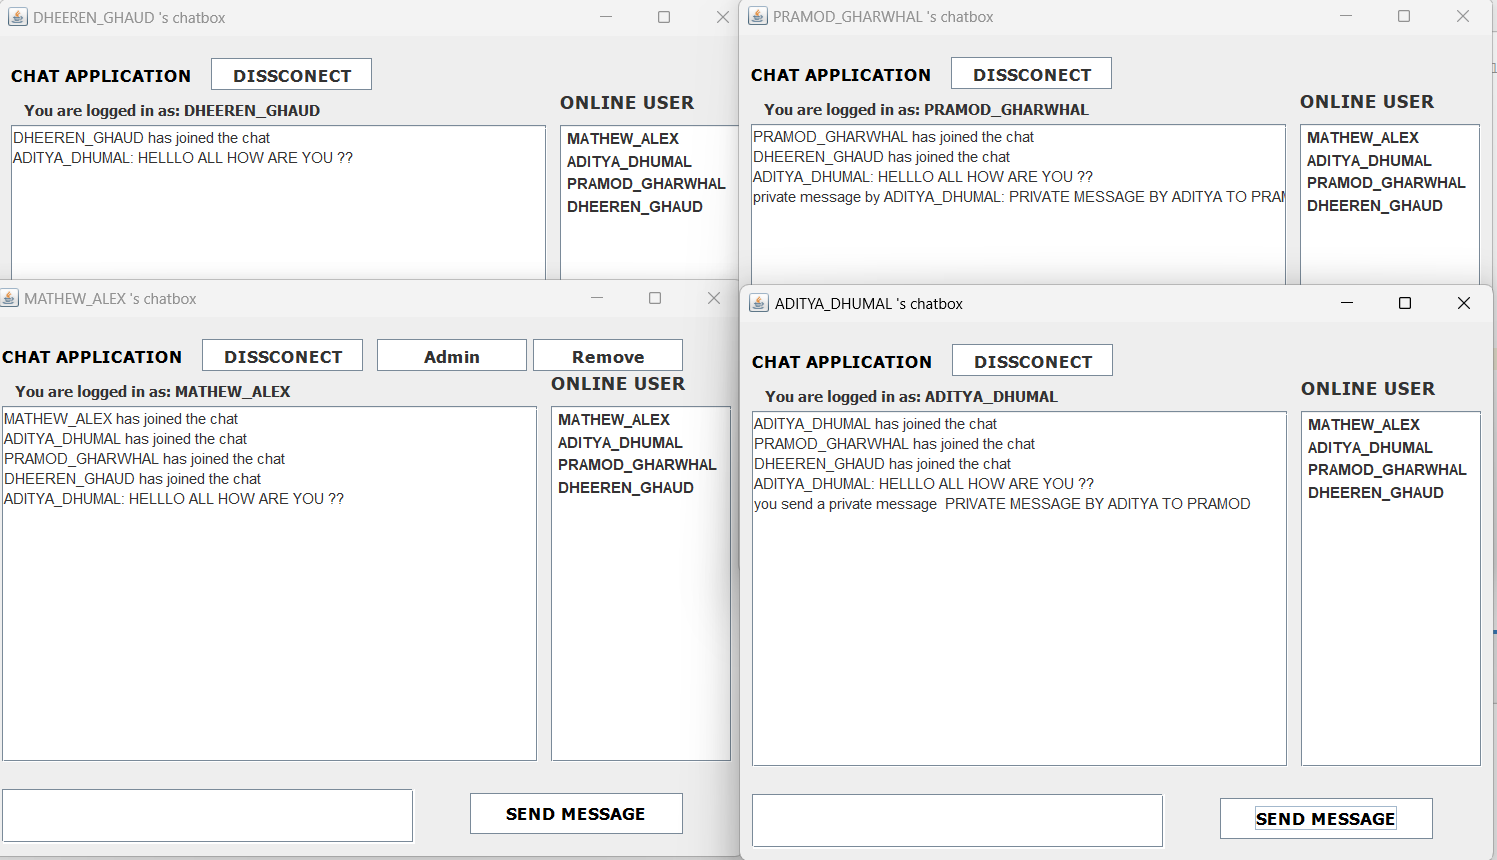 DHEEREN_GHAUD 's chatbox
CHAT APPLICATION DISSCONECT
ONLINE USER
You are logged in as: DHEEREN_GHAUD
DHEEREN_GHAUD has joined the chat
ADITYA_DHUMAL: HELLLO ALL HOW ARE YOU ??
MATHEW_ALEX
ADITYA_DHUMAL
PRAMOD_GHARWHAL
DHEEREN_GHAUD
PRAMOD_GHARWHAL 's chatbox
CHAT APPLICATION DISSCONECT
ONLINE USER
You are logged in as: PRAMOD_GHARWHAL
PRAMOD_GHARWHAL has joined the chat
DHEEREN_GHAUD has joined the chat
ADITYA_DHUMAL: HELLLO ALL HOW ARE YOU ??
private message by ADITYA_DHUMAL: PRIVATE MESSAGE BY ADITYA TO PRAM
MATHEW_ALEX
ADITYA_DHUMAL
PRAMOD_GHARWHAL
DHEEREN_GHAUD
MATHEW_ALEX 's chatbox
CHAT APPLICATION DISSCONECT Admin Remove
ONLINE USER
You are logged in as: MATHEW_ALEX
MATHEW_ALEX has joined the chat
ADITYA_DHUMAL has joined the chat
PRAMOD_GHARWHAL has joined the chat
DHEEREN_GHAUD has joined the chat
ADITYA_DHUMAL: HELLLO ALL HOW ARE YOU ??
MATHEW_ALEX
ADITYA_DHUMAL
PRAMOD_GHARWHAL
DHEEREN_GHAUD
SEND MESSAGE
ADITYA_DHUMAL 's chatbox
CHAT APPLICATION DISSCONECT
ONLINE USER
You are logged in as: ADITYA_DHUMAL
ADITYA_DHUMAL has joined the chat
PRAMOD_GHARWHAL has joined the chat
DHEEREN_GHAUD has joined the chat
ADITYA_DHUMAL: HELLLO ALL HOW ARE YOU ??
you send a private message  PRIVATE MESSAGE BY ADITYA TO PRAMOD
MATHEW_ALEX
ADITYA_DHUMAL
PRAMOD_GHARWHAL
DHEEREN_GHAUD
SEND MESSAGE